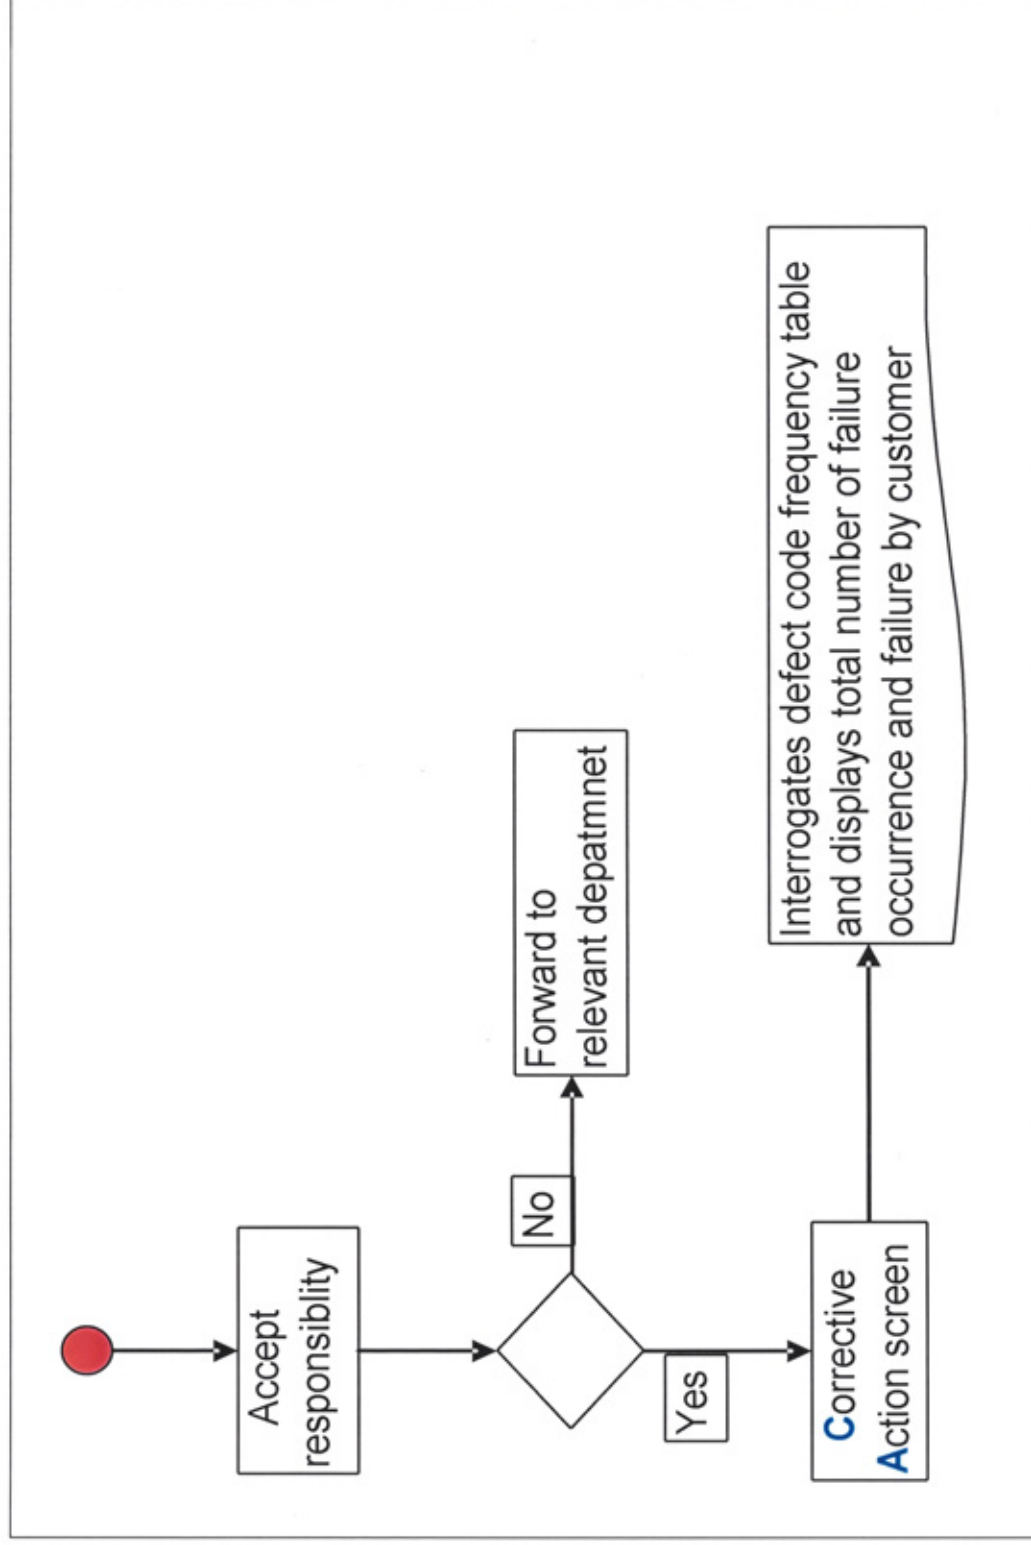 Accept
responsiblity
No
Forward to
relevant depatmnet
Yes
Corrective
Action screen
Interrogates defect code frequency table
and displays total number of failure
occurrence and failure by customer